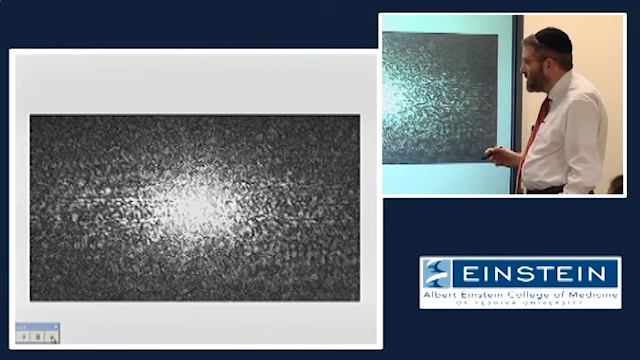 EINSTEIN
Albert Einstein College of Medicine
OF YESHIVA UNIVERSITY